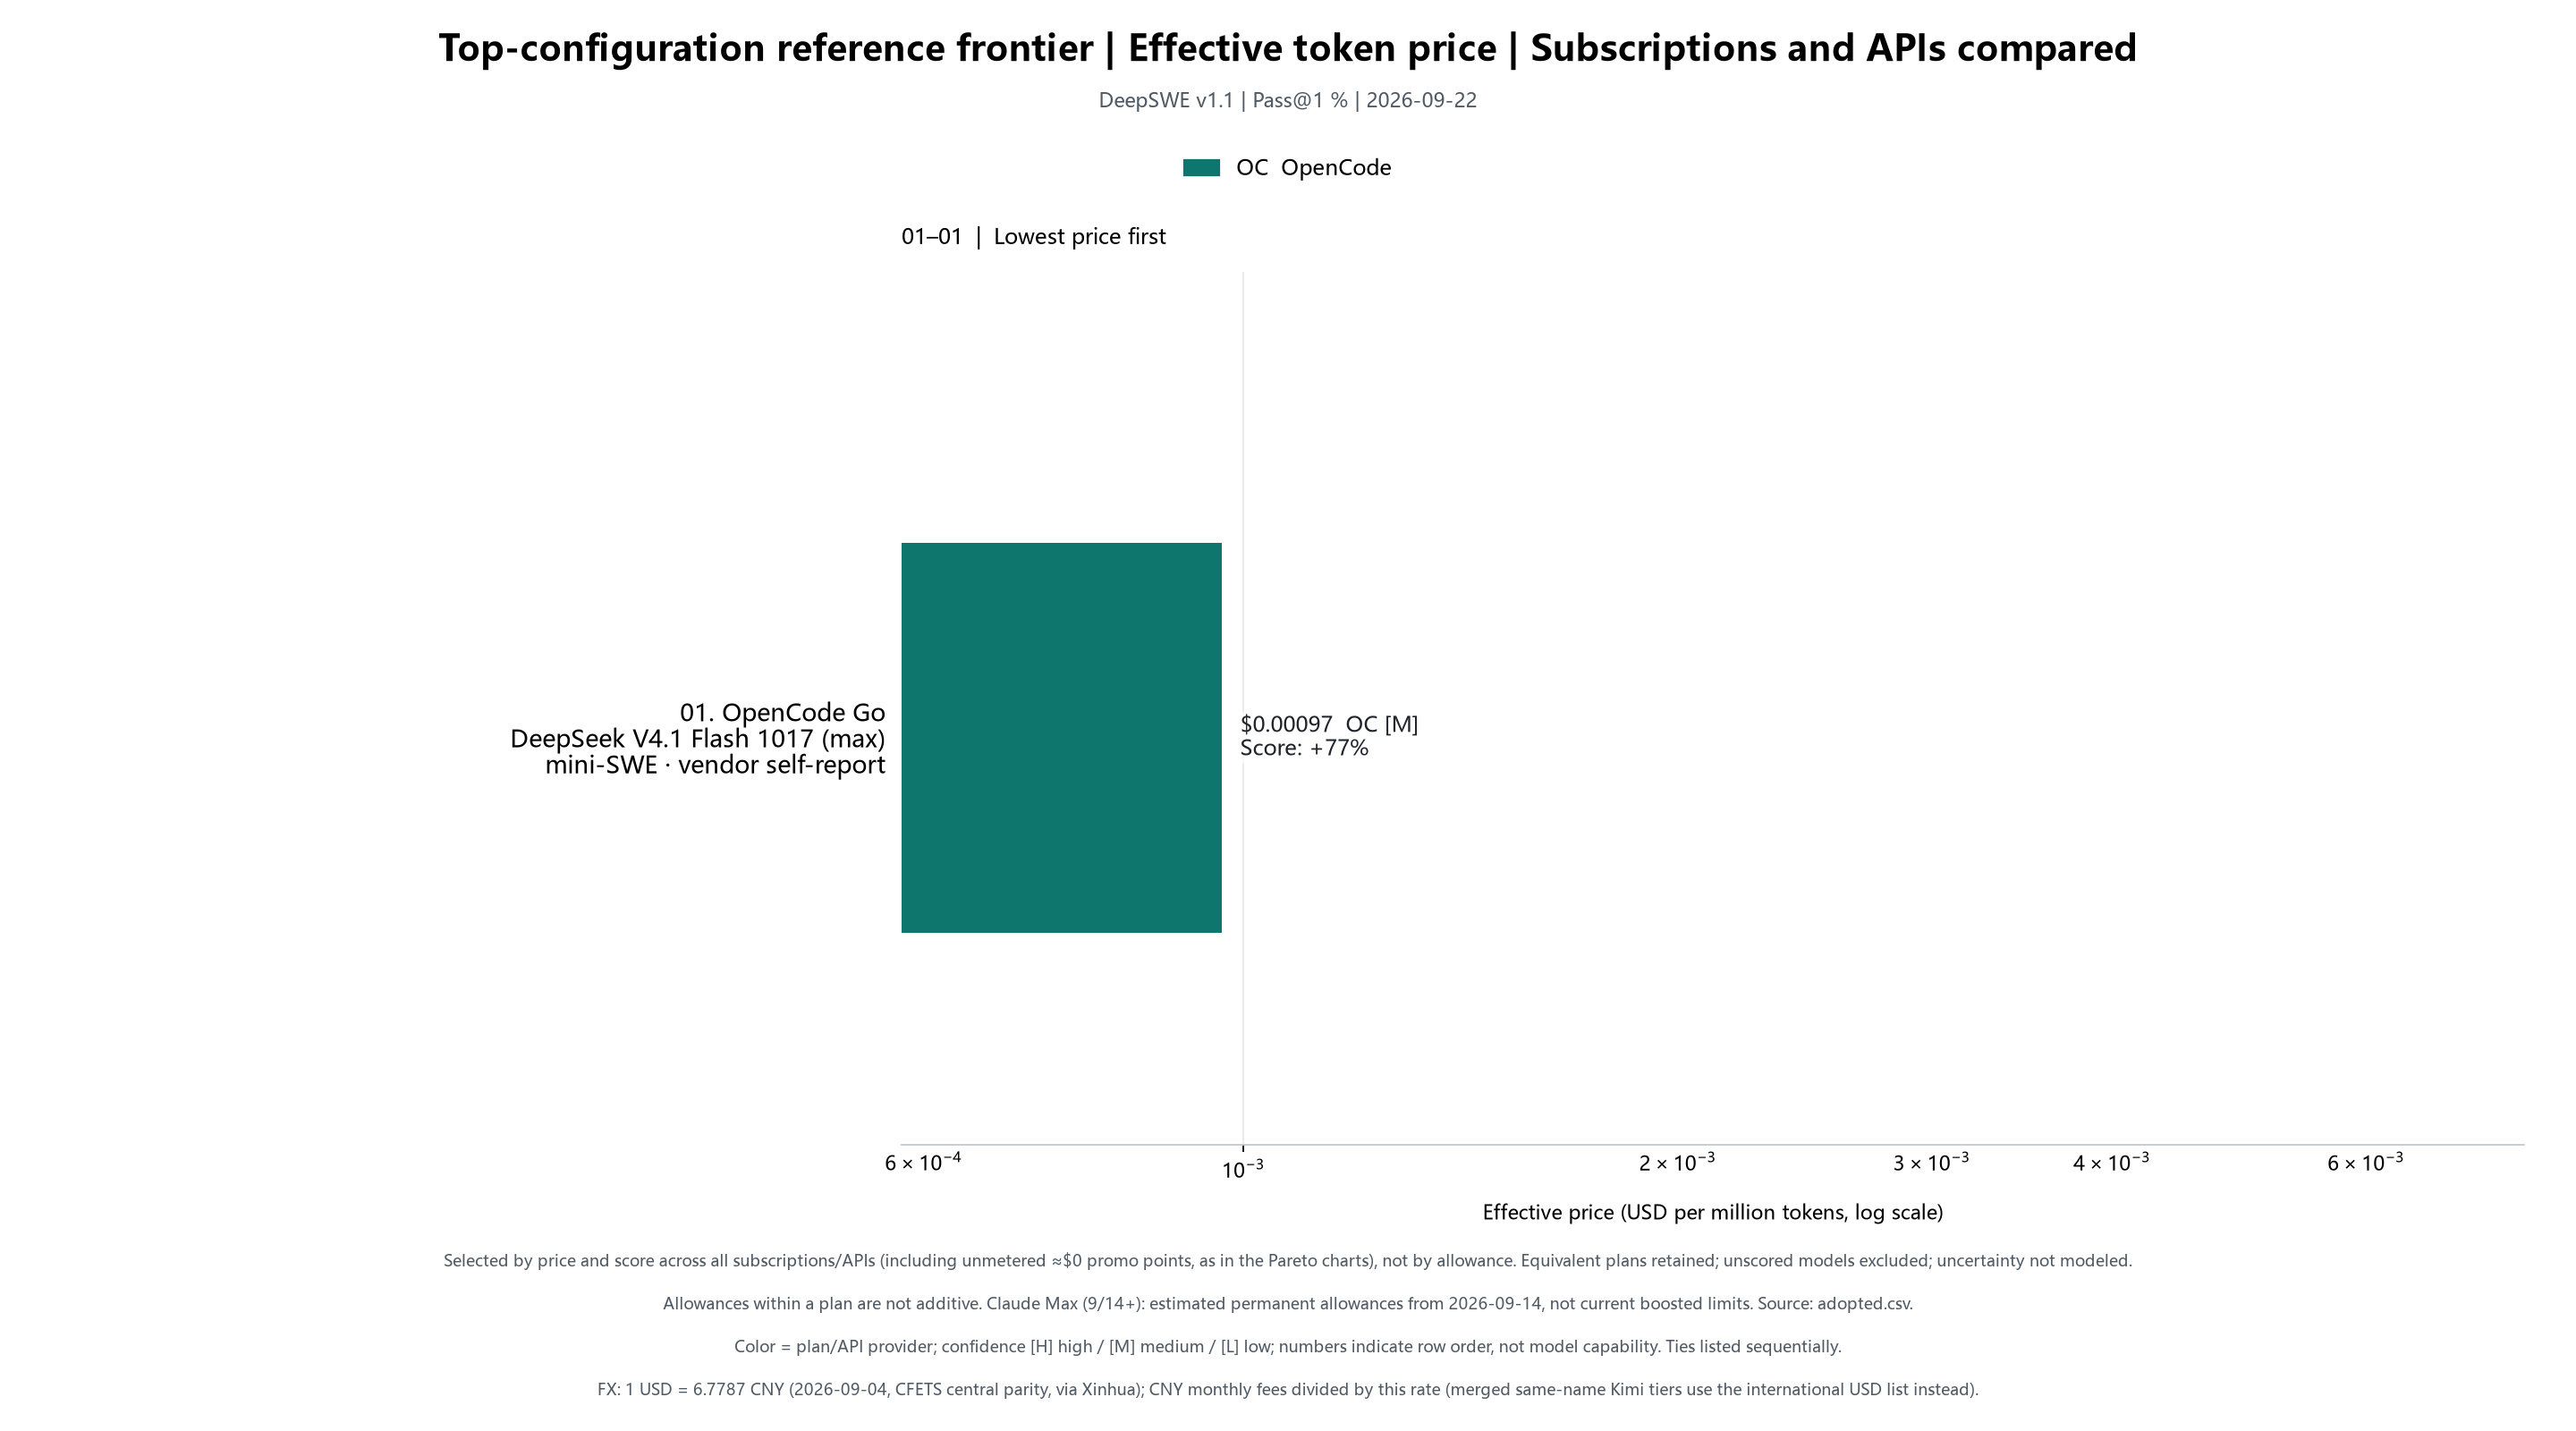 Top-configuration reference frontier | Effective token price | Subscriptions and APIs compared
DeepSWE v1.1 | Pass@1 % | 2026-09-22
OC  OpenCode
01–01 | Lowest price first
01. OpenCode Go
DeepSeek V4.1 Flash 1017 (max)
mini-SWE · vendor self-report
$0.00097  OC [M]
Score: +77%
6 × 10⁻⁴
10⁻³
2 × 10⁻³
3 × 10⁻³
4 × 10⁻³
6 × 10⁻³
Effective price (USD per million tokens, log scale)
Selected by price and score across all subscriptions/APIs (including unmetered ≈$0 promo points, as in the Pareto charts), not by allowance. Equivalent plans retained; unscored models excluded; uncertainty not modeled.
Allowances within a plan are not additive. Claude Max (9/14+): estimated permanent allowances from 2026-09-14, not current boosted limits. Source: adopted.csv.
Color = plan/API provider; confidence [H] high / [M] medium / [L] low; numbers indicate row order, not model capability. Ties listed sequentially.
FX: 1 USD = 6.7787 CNY (2026-09-04, CFETS central parity, via Xinhua); CNY monthly fees divided by this rate (merged same-name Kimi tiers use the international USD list instead).